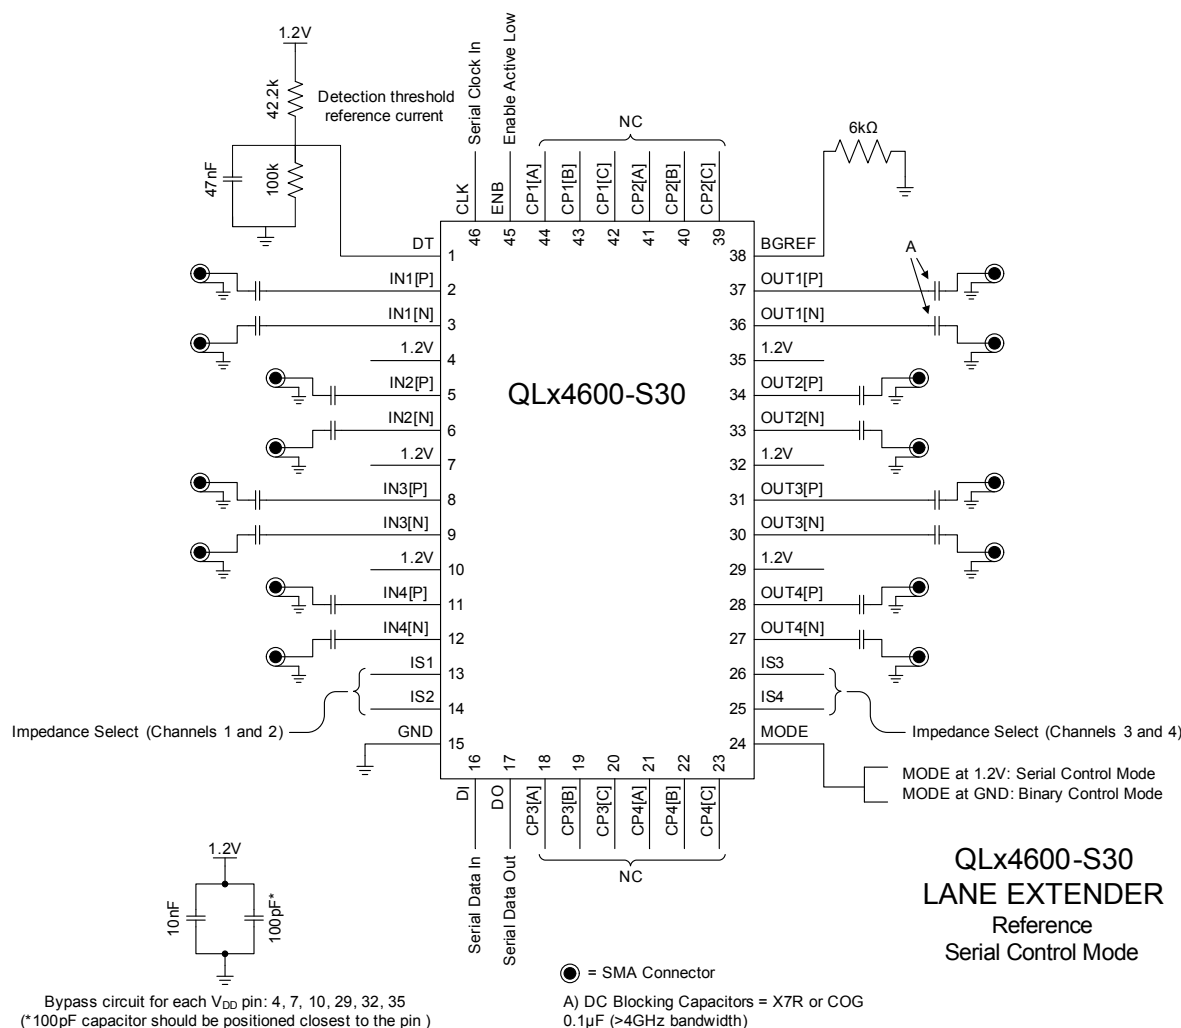 1.2V
42.2k
Detection threshold
reference current
47nF
100k
Serial Clock In
Enable Active Low
NC
6kΩ
CLK
ENB
CP1[A]
CP1[B]
CP1[C]
CP2[A]
CP2[B]
CP2[C]
46
45
44
43
42
41
40
39
DT
1
IN1[P]
2
IN1[N]
3
1.2V
4
IN2[P]
5
IN2[N]
6
1.2V
7
IN3[P]
8
IN3[N]
9
1.2V
10
IN4[P]
11
IN4[N]
12
IS1
13
IS2
14
GND
15
Impedance Select (Channels 1 and 2)
QLx4600-S30
38
BGREF
A
37
OUT1[P]
36
OUT1[N]
35
1.2V
34
OUT2[P]
33
OUT2[N]
32
1.2V
31
OUT3[P]
30
OUT3[N]
29
1.2V
28
OUT4[P]
27
OUT4[N]
26
IS3
25
IS4
24
MODE
Impedance Select (Channels 3 and 4)
MODE at 1.2V: Serial Control Mode
MODE at GND: Binary Control Mode
16
17
18
19
20
21
22
23
DI
DO
CP3[A]
CP3[B]
CP3[C]
CP4[A]
CP4[B]
CP4[C]
Serial Data In
Serial Data Out
NC
1.2V
10nF
100pF*
Bypass circuit for each VDD pin: 4, 7, 10, 29, 32, 35
(*100pF capacitor should be positioned closest to the pin )
= SMA Connector
A) DC Blocking Capacitors = X7R or COG
0.1µF (>4GHz bandwidth)
QLx4600-S30
LANE EXTENDER
Reference
Serial Control Mode